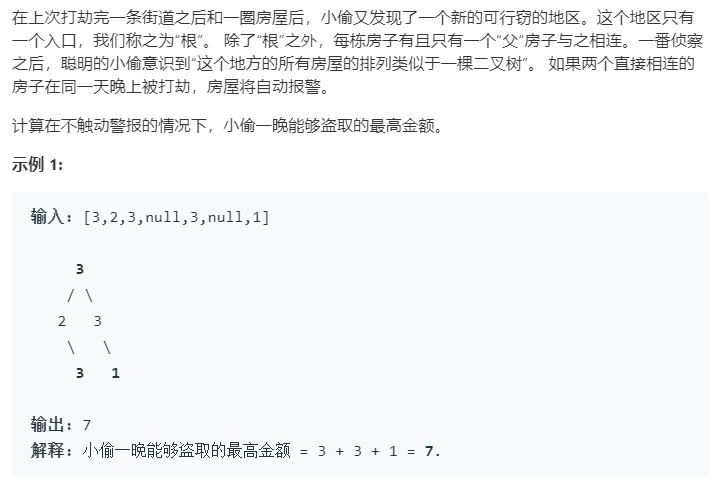 在上次打劫完一条街道之后和一圈房屋后，小偷又发现了一个新的可行窃的地区。这个地区只有
一个入口，我们称之为“根”。 除了“根”之外，每栋房子有且只有一个“父“房子与之相连。一番侦察
之后，聪明的小偷意识到“这个地方的所有房屋的排列类似于一棵二叉树”。 如果两个直接相连的
房子在同一天晚上被打劫，房屋将自动报警。
计算在不触动警报的情况下，小偷一晚能够盗取的最高金额。
示例 1:
输入: [3,2,3,null,3,null,1]
3
/ \
2 3
\ \
3 1
输出: 7
解释: 小偷一晚能够盗取的最高金额 = 3 + 3 + 1 = 7.